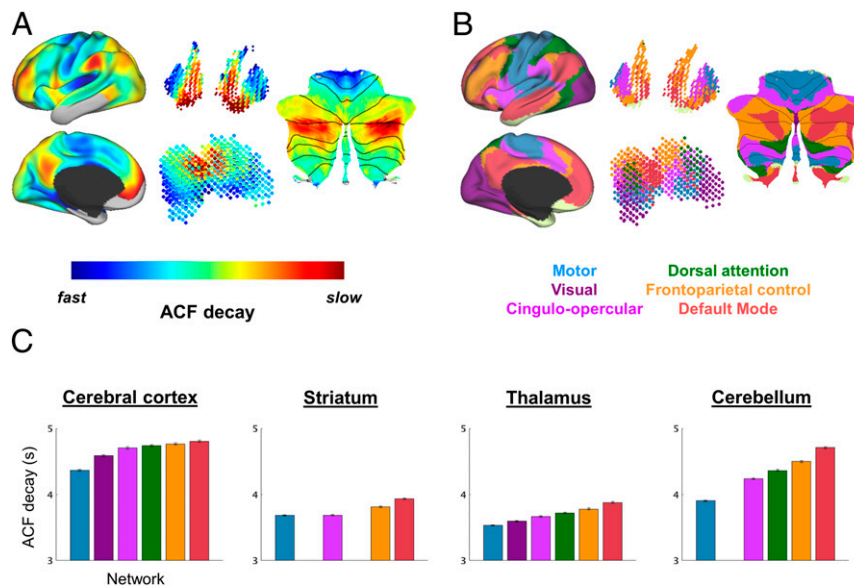 A
B
fast
slow
ACF decay
Motor
Dorsal attention
Visual
Frontoparietal control
Cingulo-opercular
Default Mode
C
Cerebral cortex
Striatum
Thalamus
Cerebellum
ACF decay (s)
5
4
3
5
4
3
5
4
3
5
4
3
Network